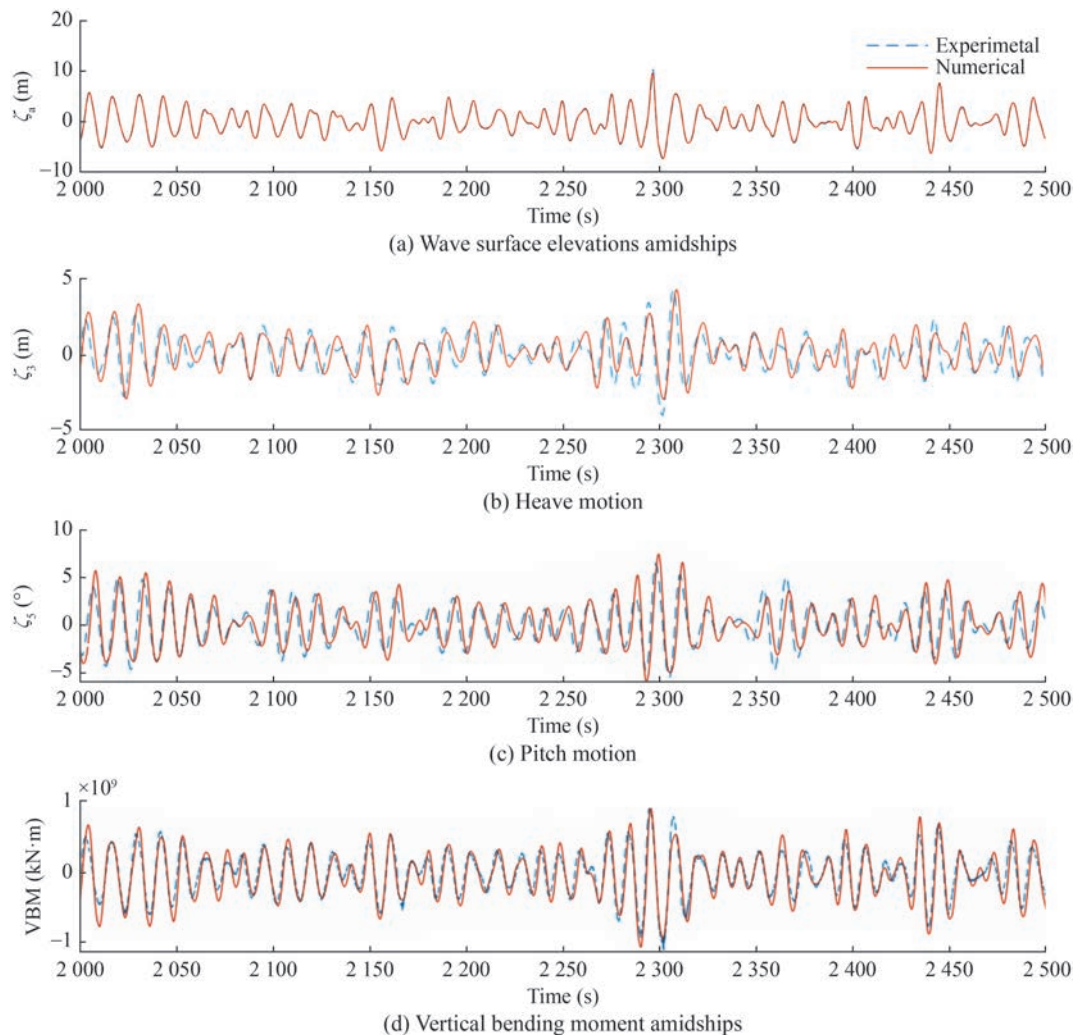 20
10
0
−10
ζa (m)
Experimetal
Numerical
2 000 2 050 2 100 2 150 2 200 2 250 2 300 2 350 2 400 2 450 2 500
Time (s)
(a) Wave surface elevations amidships
5
0
−5
ζ3 (m)
2 000 2 050 2 100 2 150 2 200 2 250 2 300 2 350 2 400 2 450 2 500
Time (s)
(b) Heave motion
10
5
0
−5
ζ5 (°)
2 000 2 050 2 100 2 150 2 200 2 250 2 300 2 350 2 400 2 450 2 500
Time (s)
(c) Pitch motion
×10⁹
1
0
−1
VBM (kN·m)
2 000 2 050 2 100 2 150 2 200 2 250 2 300 2 350 2 400 2 450 2 500
Time (s)
(d) Vertical bending moment amidships